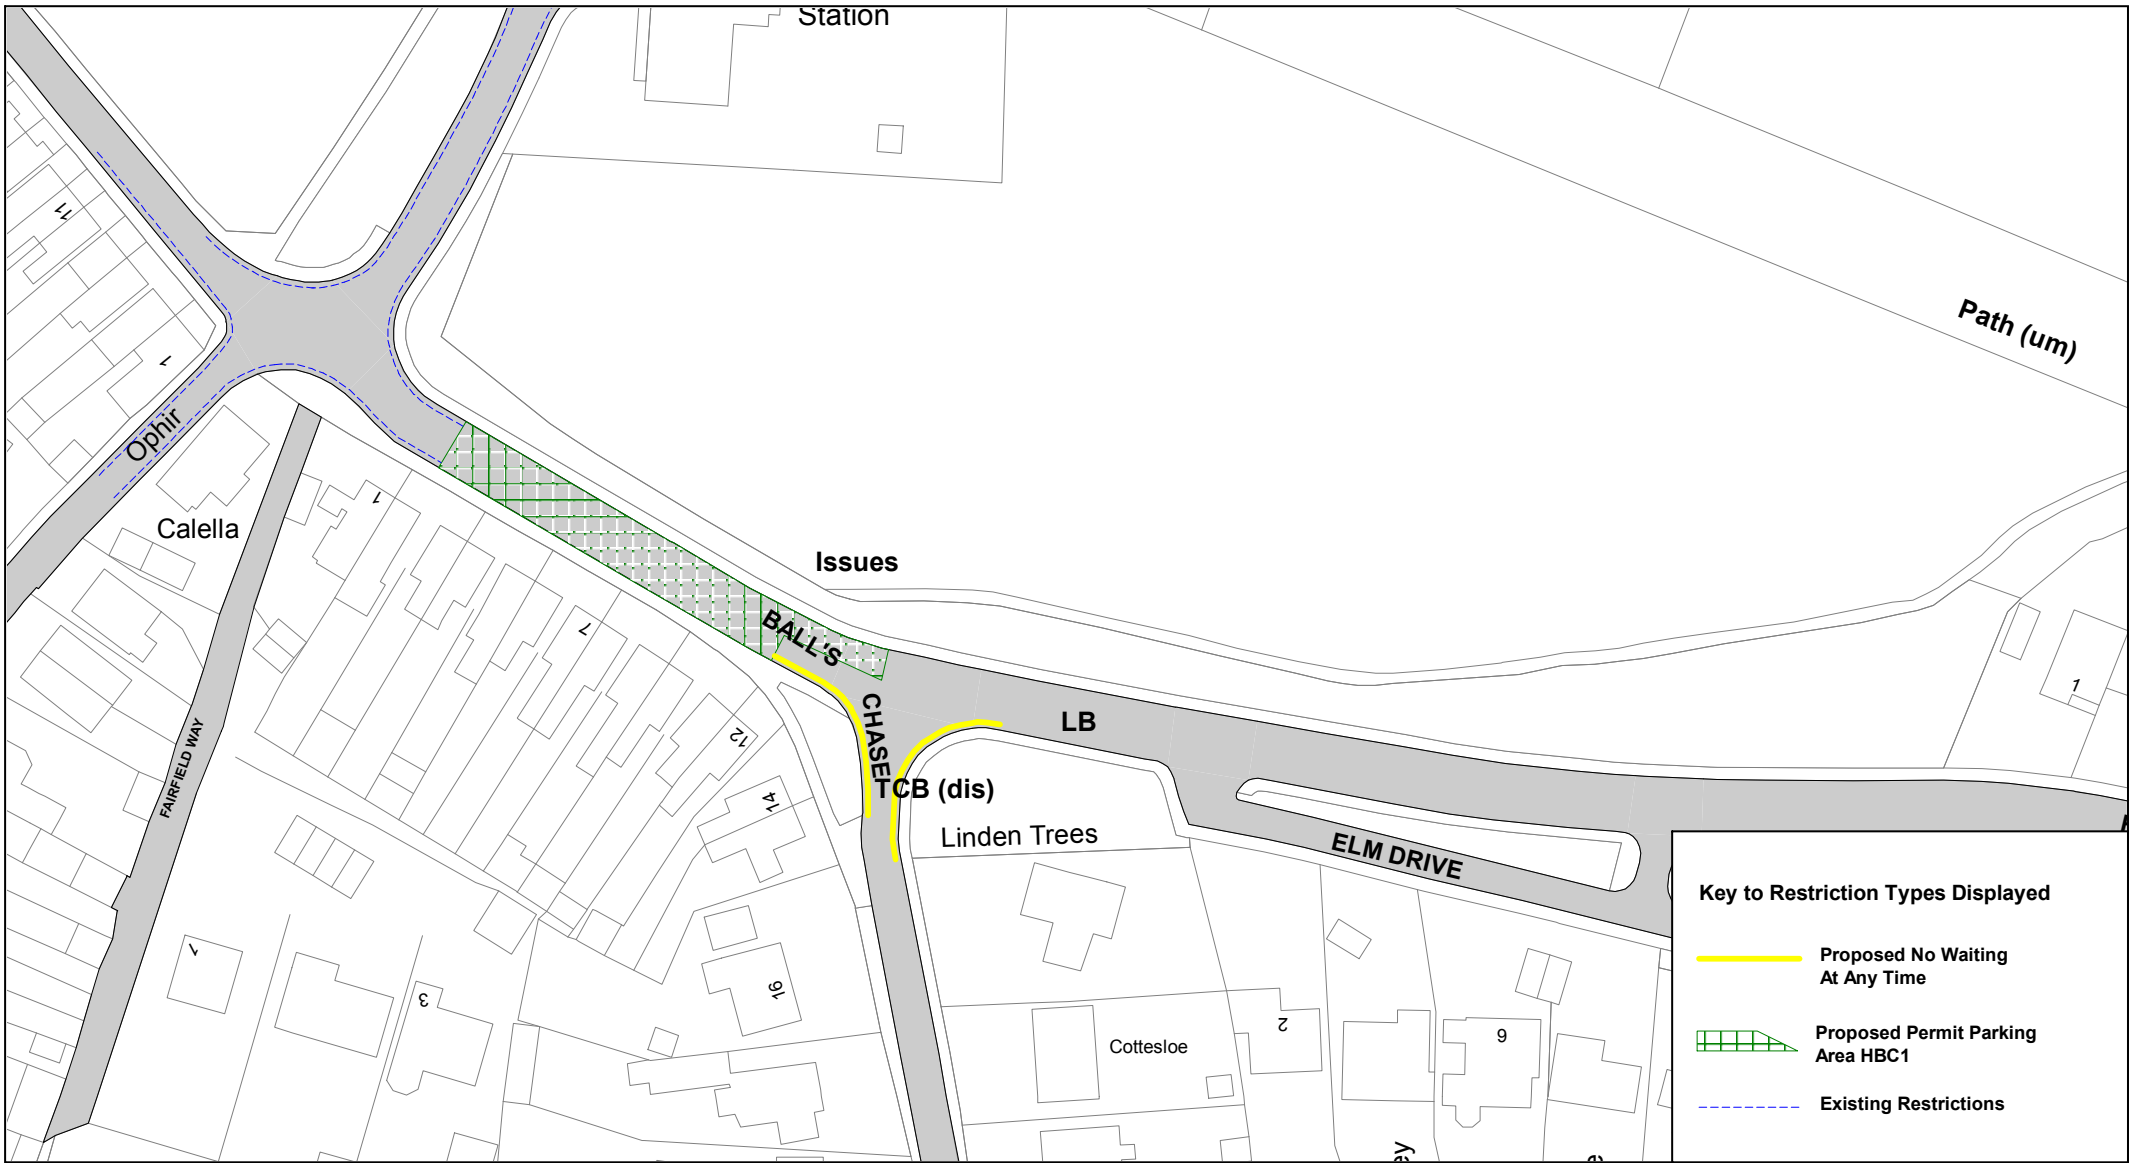 Station
11
Path (um)
1
Ophir
Calella
1
Issues
7
BALL'S
CHASE
LB
1
12
FAIRFIELD WAY
TCB (dis)
14
Linden Trees
ELM DRIVE
Key to Restriction Types Displayed
Proposed No Waiting
At Any Time
Proposed Permit Parking
Area HBC1
Existing Restrictions
7
3
16
Cottesloe
2
6